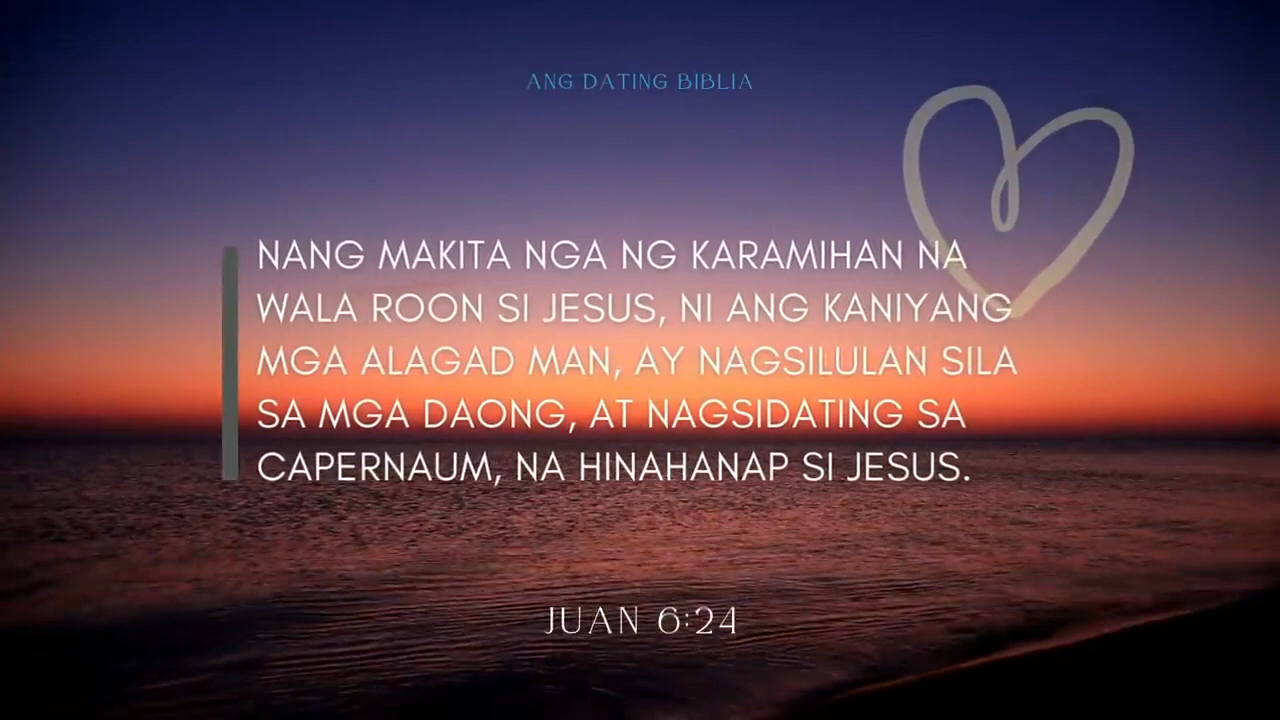 ANG DATING BIBLIA
NANG MAKITA NGA NG KARAMIHAN NA
WALA ROON SI JESUS, NI ANG KANIYANG
MGA ALAGAD MAN, AY NAGSILULAN SILA
SA MGA DAONG, AT NAGSIDATING SA
CAPERNAUM, NA HINAHANAP SI JESUS.
JUAN 6:24